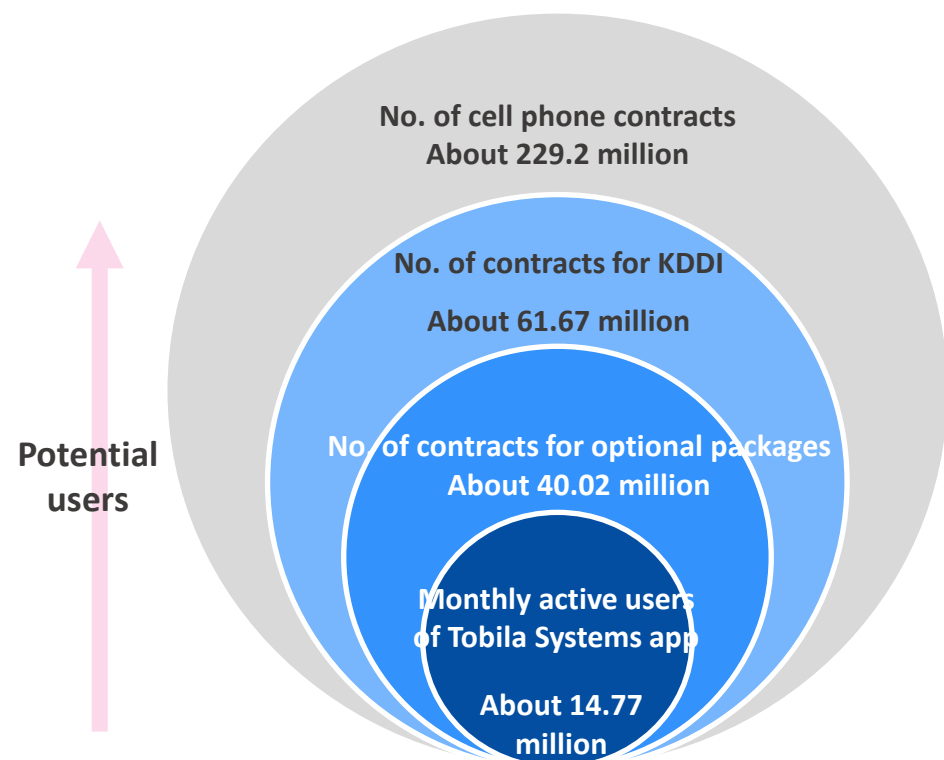 No. of cell phone contracts
About 229.2 million
No. of contracts for KDDI
About 61.67 million
No. of contracts for optional packages
About 40.02 million
Potential
users
Monthly active users
of Tobila Systems app
About 14.77
million